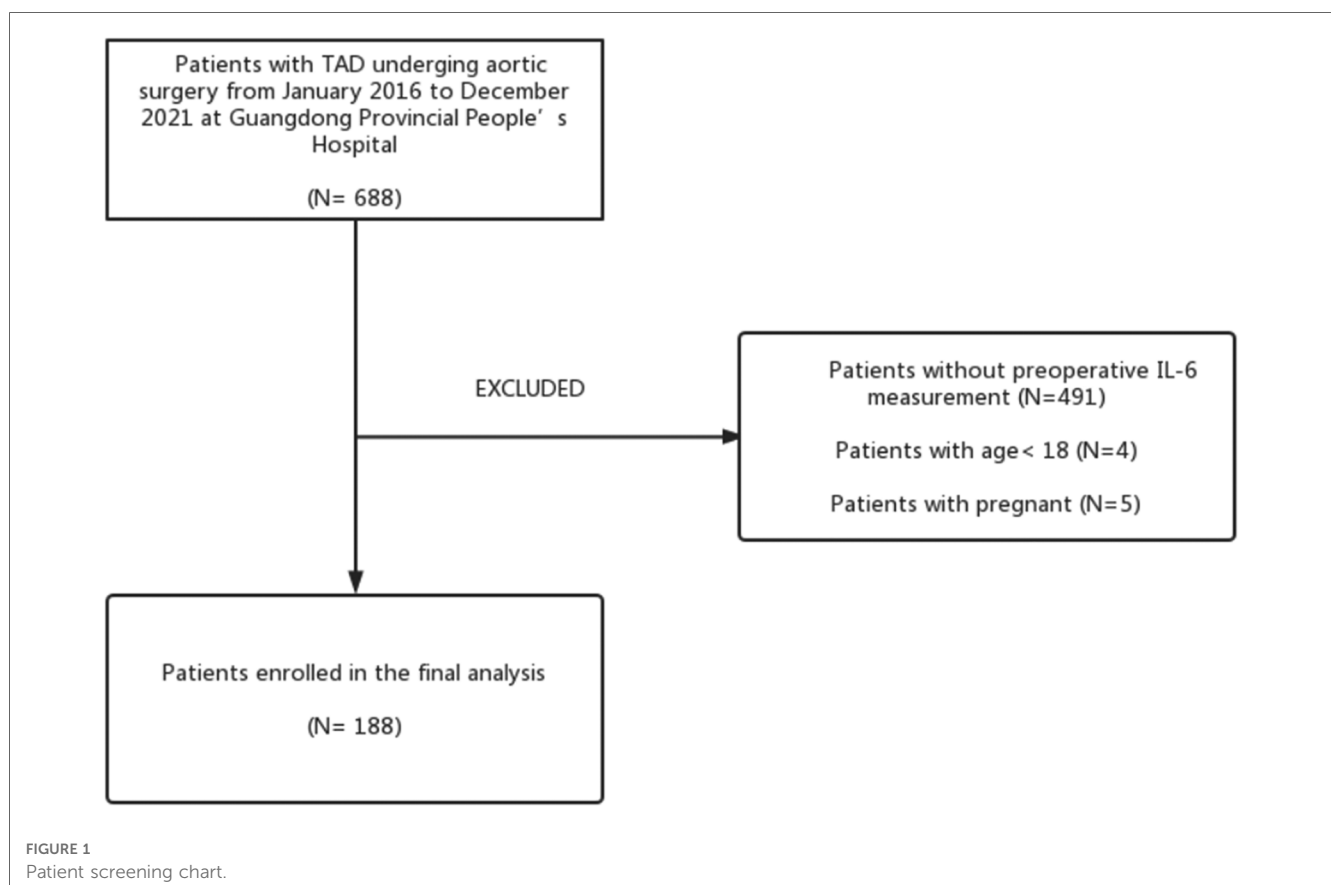 Patients with TAD underging aortic
surgery from January 2016 to December
2021 at Guangdong Provincial People’ s
Hospital
(N= 688)
EXCLUDED
Patients without preoperative IL-6
measurement (N=491)
Patients with age< 18 (N=4)
Patients with pregnant (N=5)
Patients enrolled in the final analysis
(N= 188)
FIGURE 1
Patient screening chart.